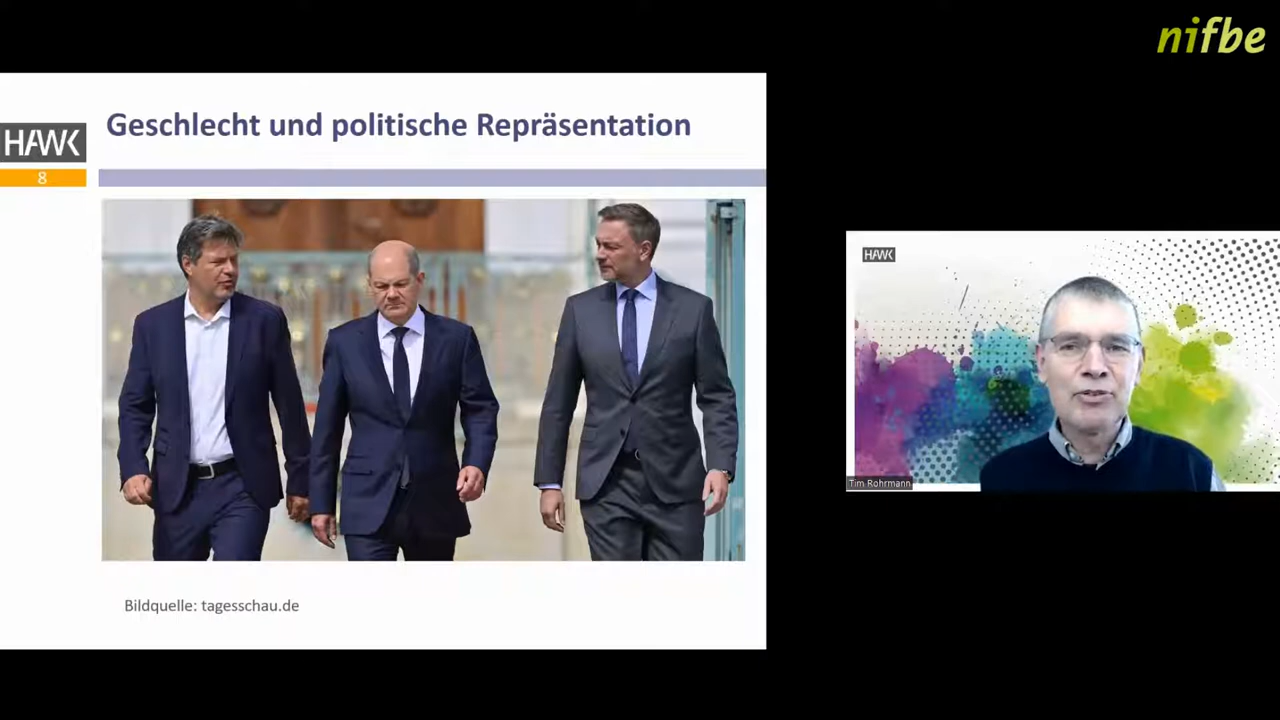 nifbe
Geschlecht und politische Repräsentation
HAWK
8
HAWK
Tim Rohrmann
Bildquelle: tagesschau.de